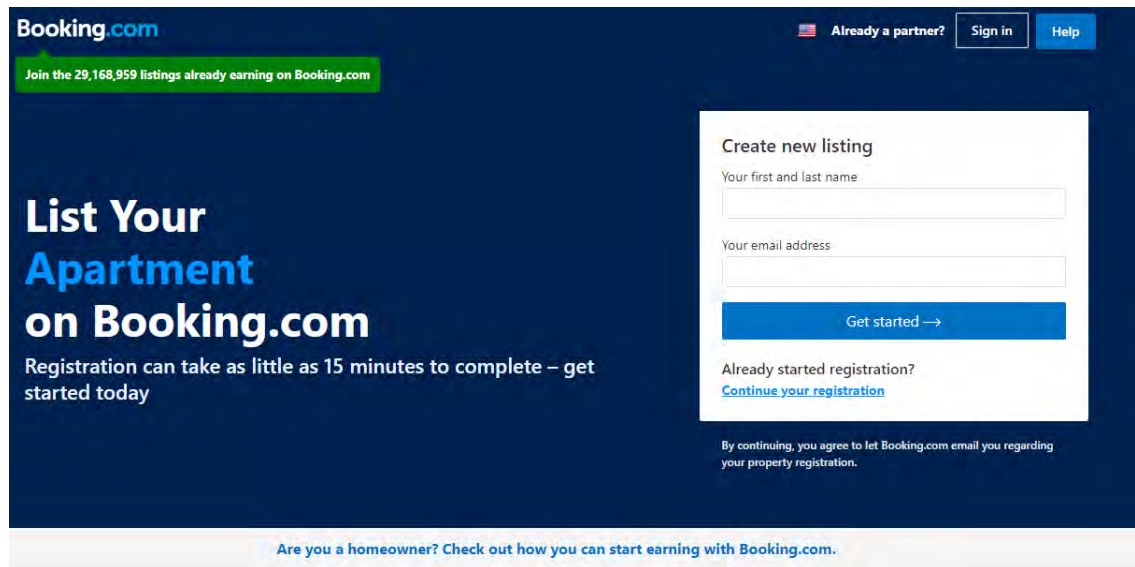 Booking.com
Already a partner?
Sign in
Help
Join the 29,168,959 listings already earning on Booking.com
List Your
Apartment
on Booking.com
Registration can take as little as 15 minutes to complete – get
started today
Create new listing
Your first and last name
Your email address
Get started →
Already started registration?
Continue your registration
By continuing, you agree to let Booking.com email you regarding
your property registration.
Are you a homeowner? Check out how you can start earning with Booking.com.